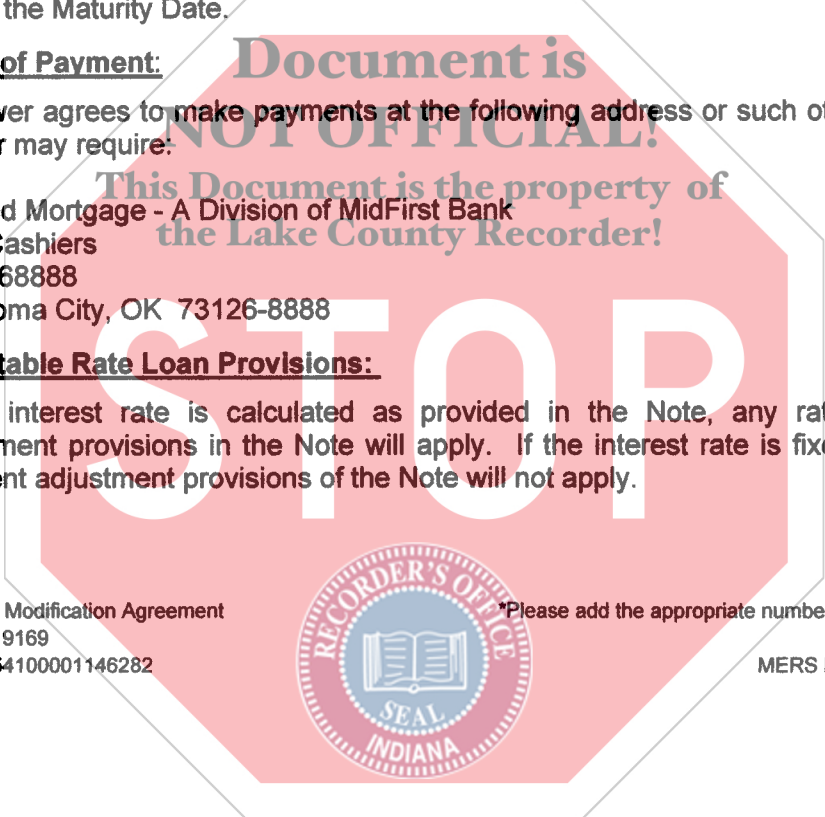 the Maturity Date.
of Payment:
Document is
ver agrees to make payments at the following address or such ot
r may require:
NOT OFFICIAL!
This Document is the property of
d Mortgage - A Division of MidFirst Bank
the Lake County Recorder!
Cashiers
68888
oma City, OK 73126-8888
STOP
table Rate Loan Provisions:
interest rate is calculated as provided in the Note, any rat
ment provisions in the Note will apply. If the interest rate is fixe
ent adjustment provisions of the Note will not apply.
Modification Agreement
*Please add the appropriate numbe
9169
4100001146282
MERS
RECORDER'S OFFICE
SEAL
INDIANA